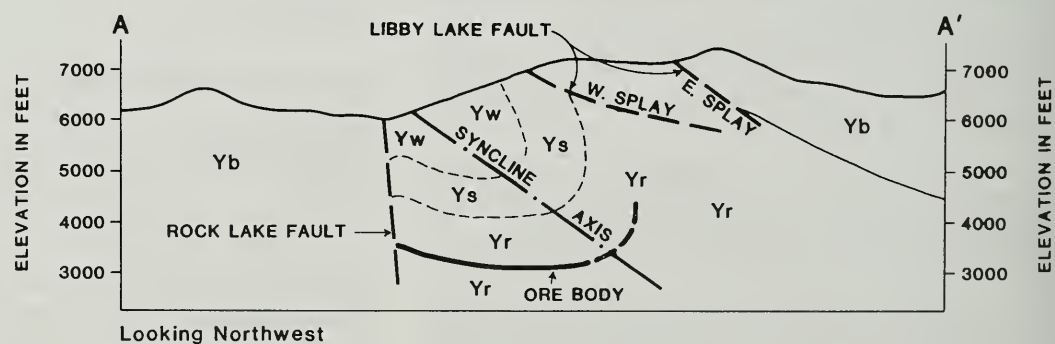 A
A'
LIBBY LAKE FAULT
ELEVATION IN FEET
7000
6000
5000
4000
3000
W. SPLAY
E. SPLAY
Yw
Yw
Yb
Yb
Ys
Ys
SYNCLINE
AXIS
Yr
Yr
Yr
Yr
ROCK LAKE FAULT
ORE BODY
7000
6000
5000
4000
3000
ELEVATION IN FEET
Looking Northwest